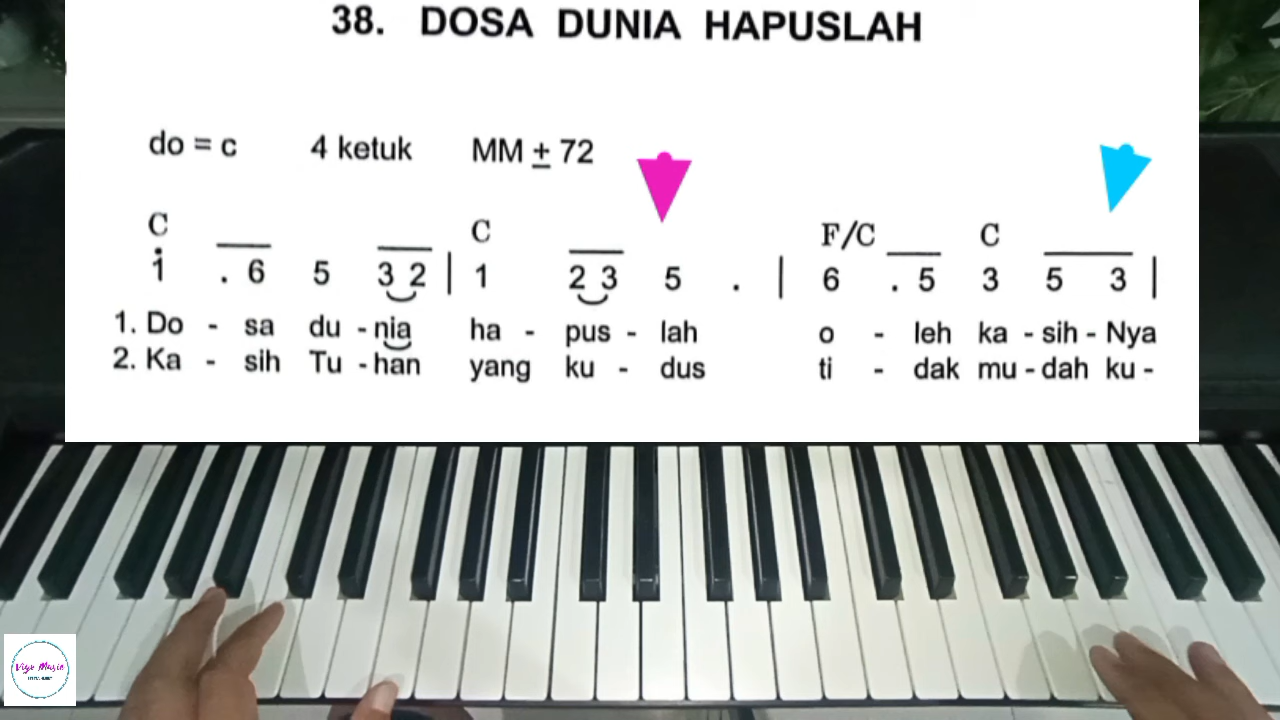 38. DOSA DUNIA HAPUSLAH
do = c 4 ketuk MM ± 72
C C F/C C
1̇ . 6 5 3 2 | 1 2 3 5 . | 6 . 5 3 5 3 |
1. Do - sa du - nia ha - pus - lah o - leh ka - sih - Nya
2. Ka - sih Tu - han yang ku - dus ti - dak mu - dah ku -
Viyo Music